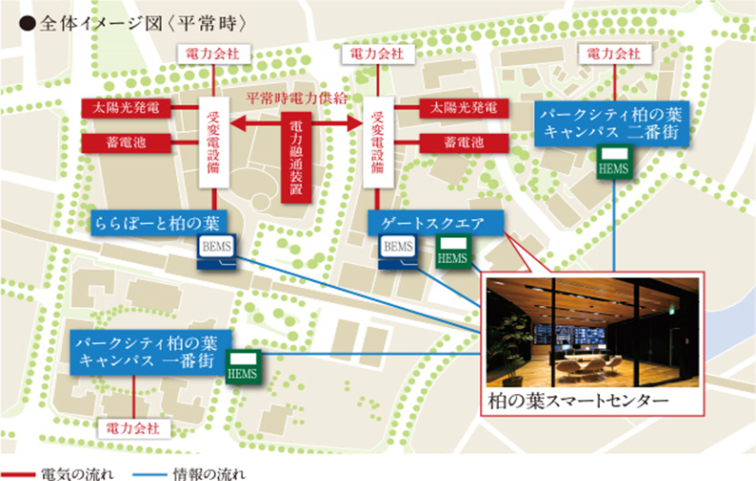 ●全体イメージ図〈平常時〉
電力会社
電力会社
電力会社
太陽光発電
蓄電池
受変電設備
平常時電力供給
電力融通装置
受変電設備
太陽光発電
蓄電池
パークシティ柏の葉
キャンパス 二番街
HEMS
ららぽーと柏の葉
BEMS
ゲートスクエア
BEMS
HEMS
パークシティ柏の葉
キャンパス 一番街
HEMS
電力会社
柏の葉スマートセンター
電気の流れ
情報の流れ